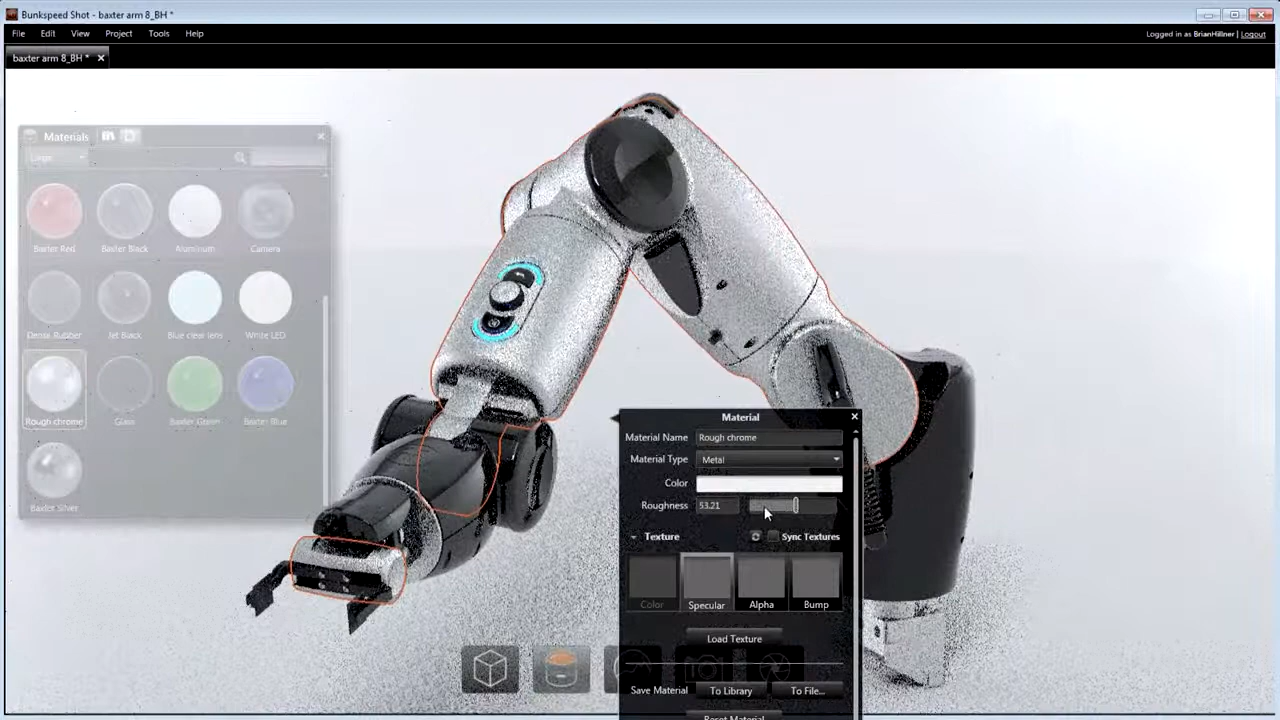 Bunkspeed Shot - baxter arm 8_BH *
File Edit View Project Tools Help
Logged in as BrianHillner | Logout
baxter arm 8_BH *
Materials
Large
Baxter Red Baxter Black Aluminum Camera
Dense Rubber Jet Black Blue clear lens White LED
Rough chrome Glass Baxter Green Baxter Blue
Baxter Silver
Material
Material Name Rough chrome
Material Type Metal
Color
Roughness 53.21
Texture Sync Textures
Color Specular Alpha Bump
Load Texture
Save Material To Library To File...
Reset Material